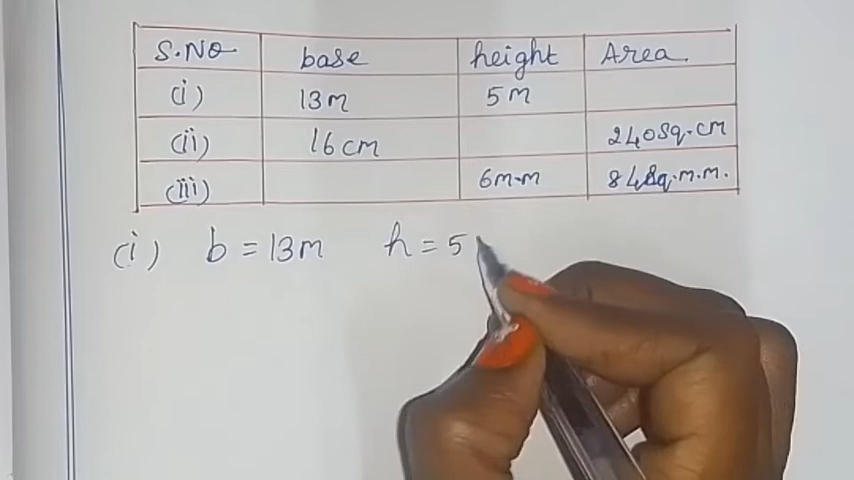 S.NO base height Area.
(i) 13m 5m
(ii) 16cm 240sq.cm
(iii) 6m.m 84sq.m.m.
(i) b = 13m h = 5